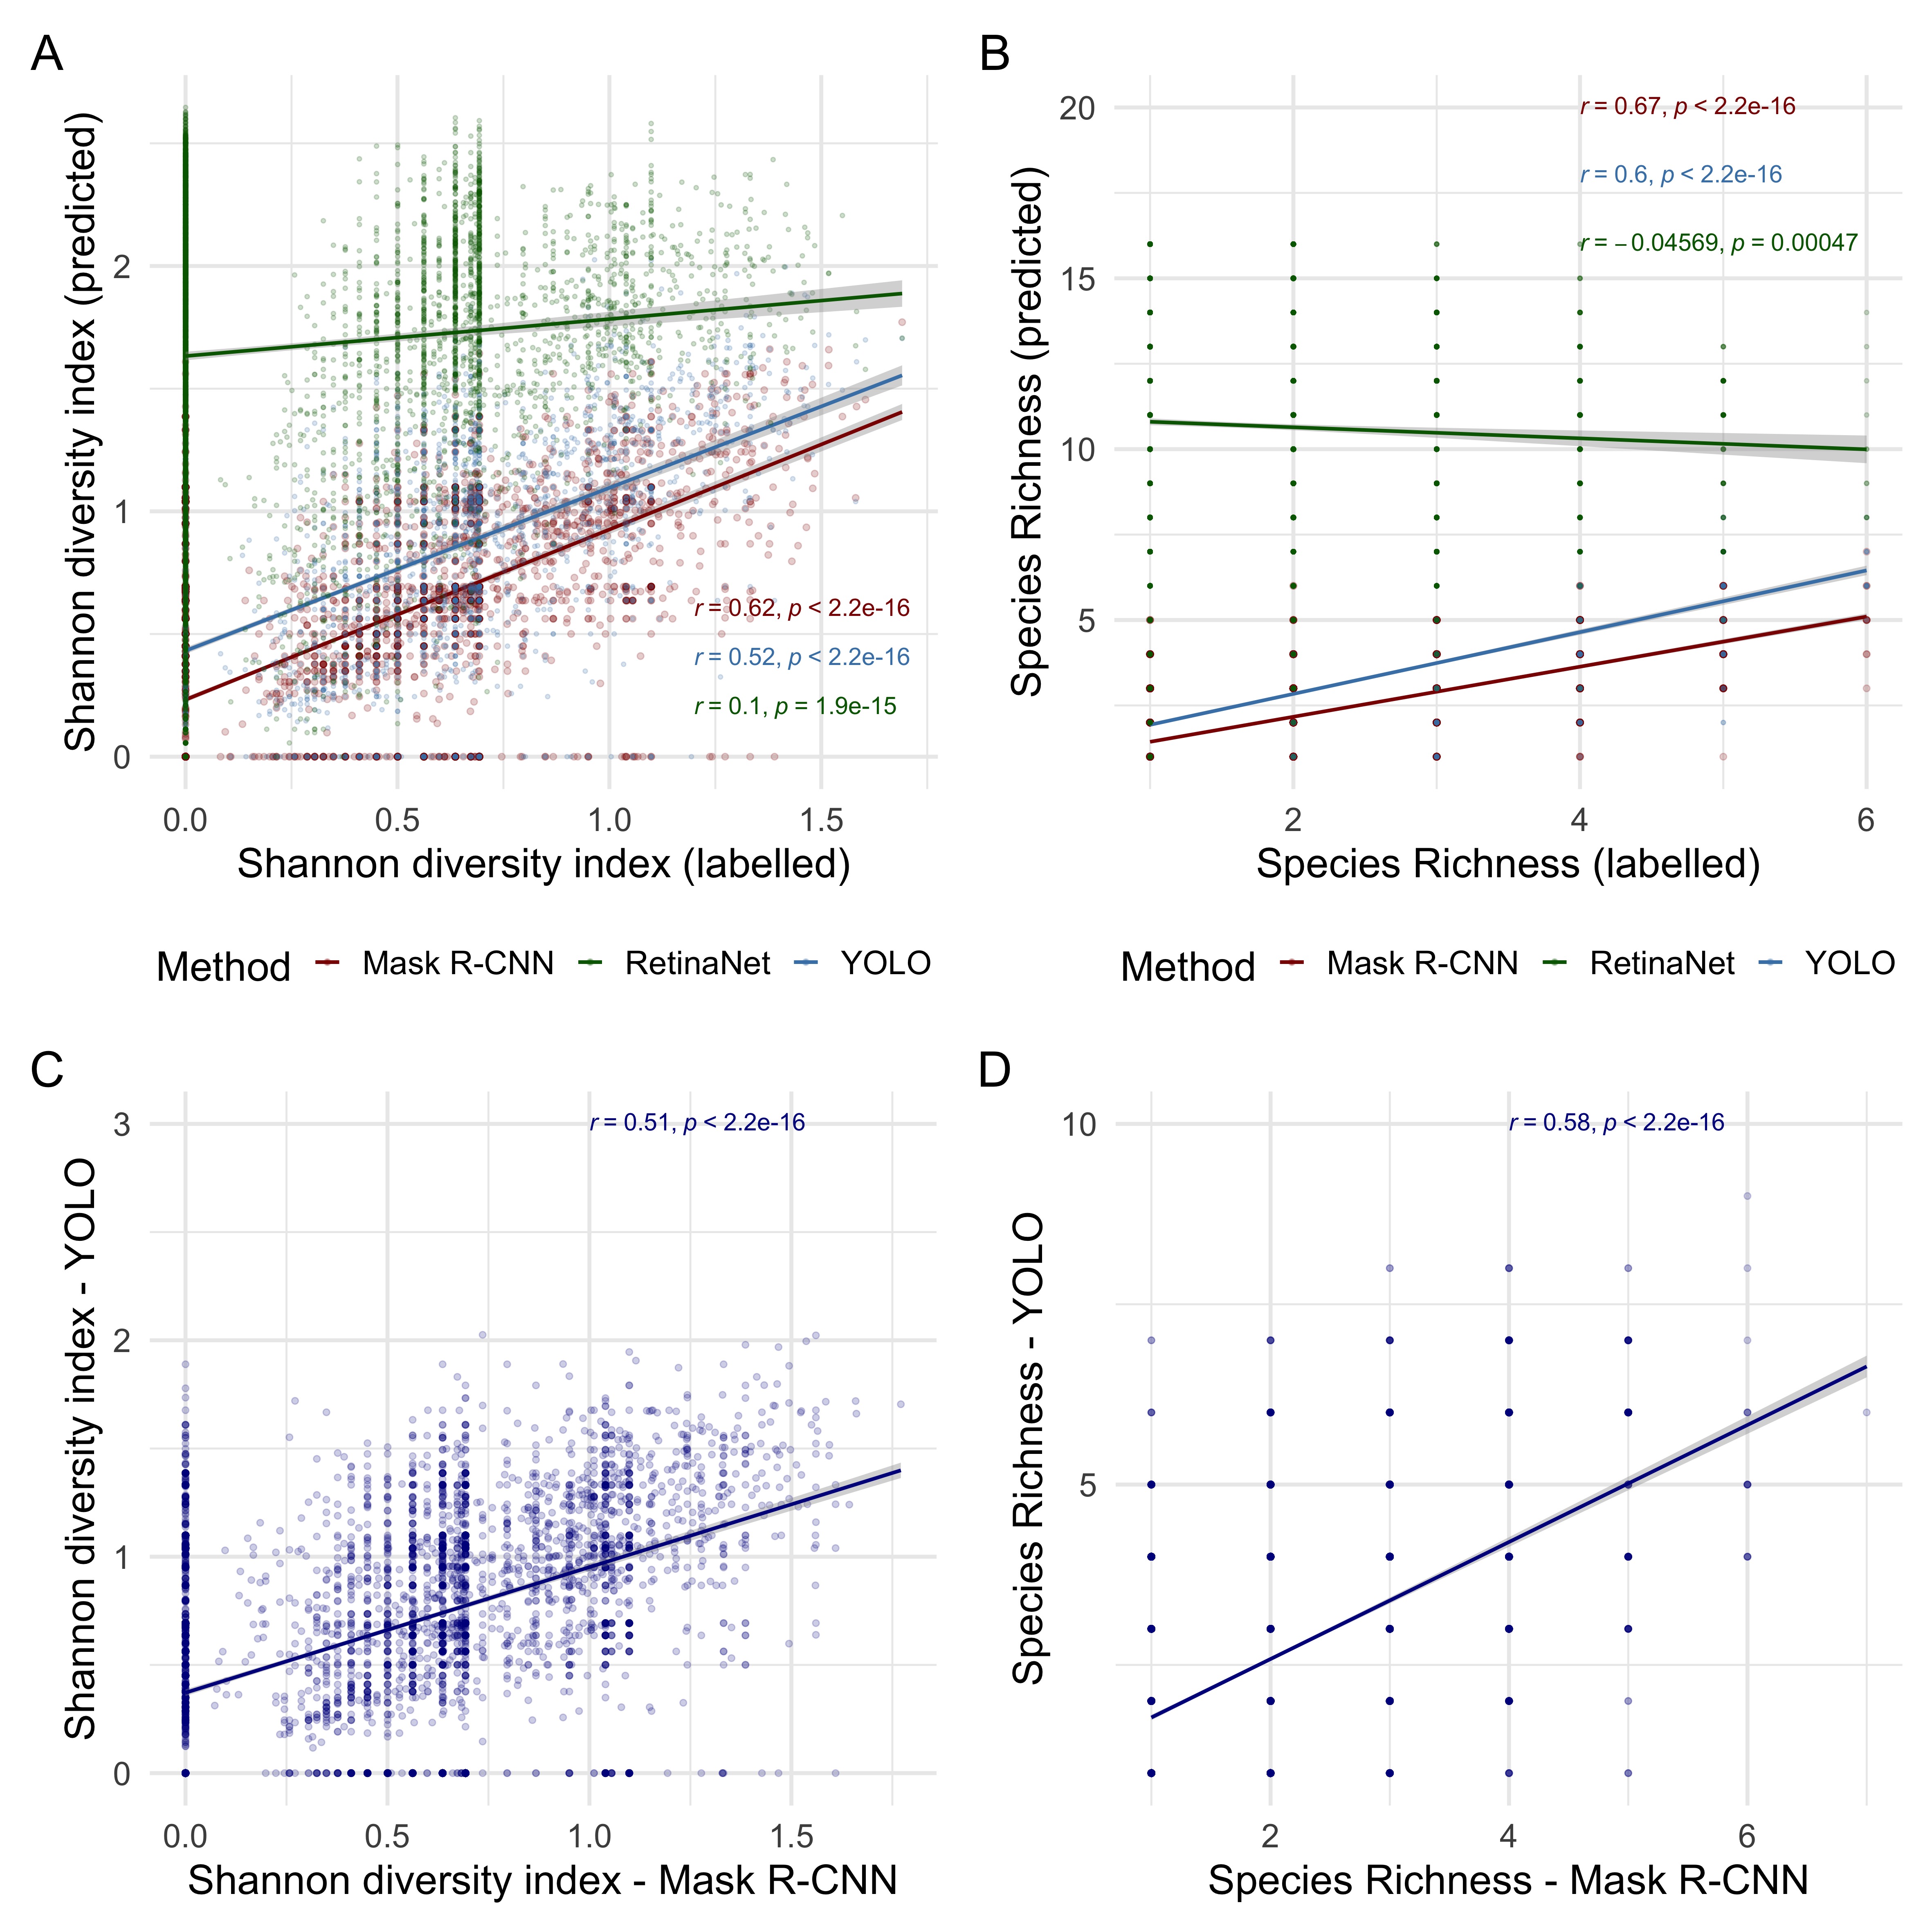 A
Shannon diversity index (predicted)
2
1
0
r = 0.62, p < 2.2e-16
r = 0.52, p < 2.2e-16
r = 0.1, p = 1.9e-15
0.0 0.5 1.0 1.5
Shannon diversity index (labelled)
Method Mask R-CNN RetinaNet YOLO
B
Species Richness (predicted)
20
15
10
5
r = 0.67, p < 2.2e-16
r = 0.6, p < 2.2e-16
r = −0.04569, p = 0.00047
2 4 6
Species Richness (labelled)
Method Mask R-CNN RetinaNet YOLO
C
Shannon diversity index - YOLO
3
2
1
0
r = 0.51, p < 2.2e-16
0.0 0.5 1.0 1.5
Shannon diversity index - Mask R-CNN
D
Species Richness - YOLO
10
5
r = 0.58, p < 2.2e-16
2 4 6
Species Richness - Mask R-CNN